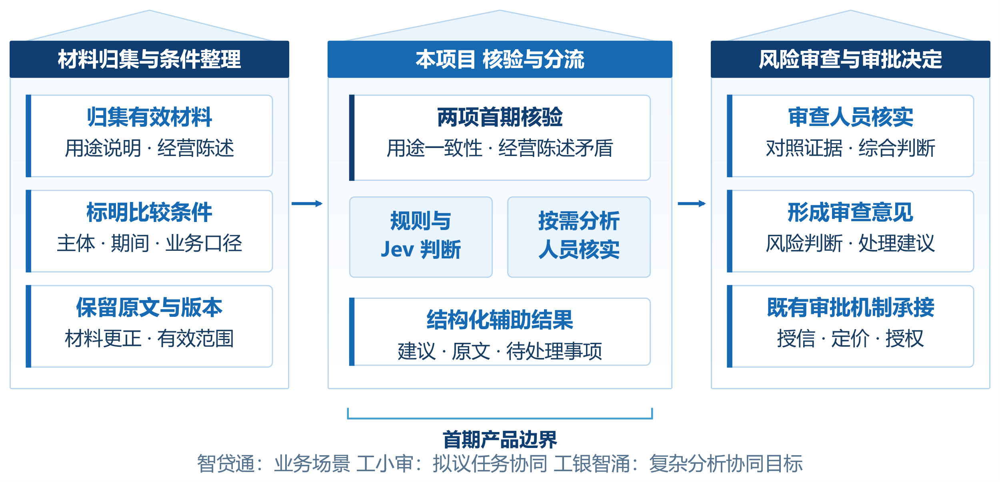 材料归集与条件整理
归集有效材料
用途说明 · 经营陈述
标明比较条件
主体 · 期间 · 业务口径
保留原文与版本
材料更正 · 有效范围
本项目 核验与分流
两项首期核验
用途一致性 · 经营陈述矛盾
规则与
Jev 判断
按需分析
人员核实
结构化辅助结果
建议 · 原文 · 待处理事项
风险审查与审批决定
审查人员核实
对照证据 · 综合判断
形成审查意见
风险判断 · 处理建议
既有审批机制承接
授信 · 定价 · 授权
首期产品边界
智贷通：业务场景 工小审：拟议任务协同 工银智涌：复杂分析协同目标